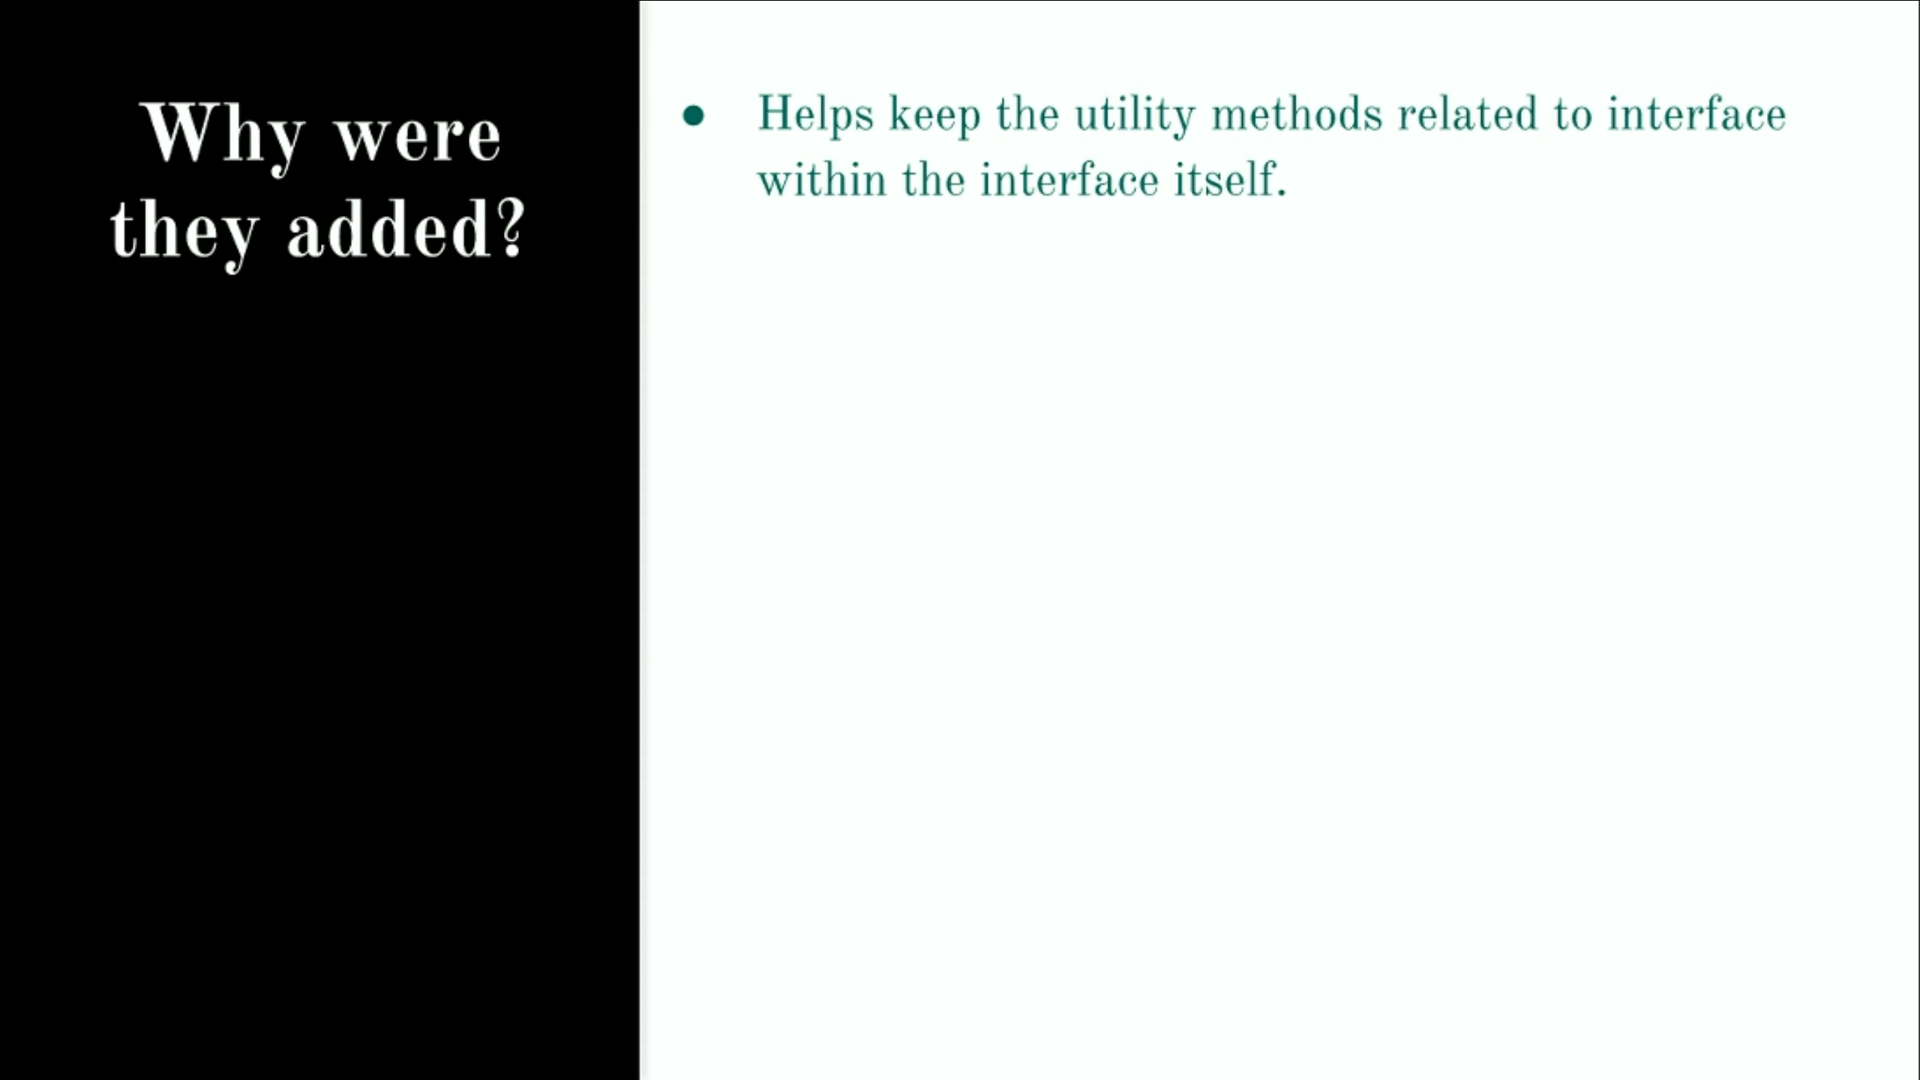 Why were
they added?
● Helps keep the utility methods related to interface
within the interface itself.